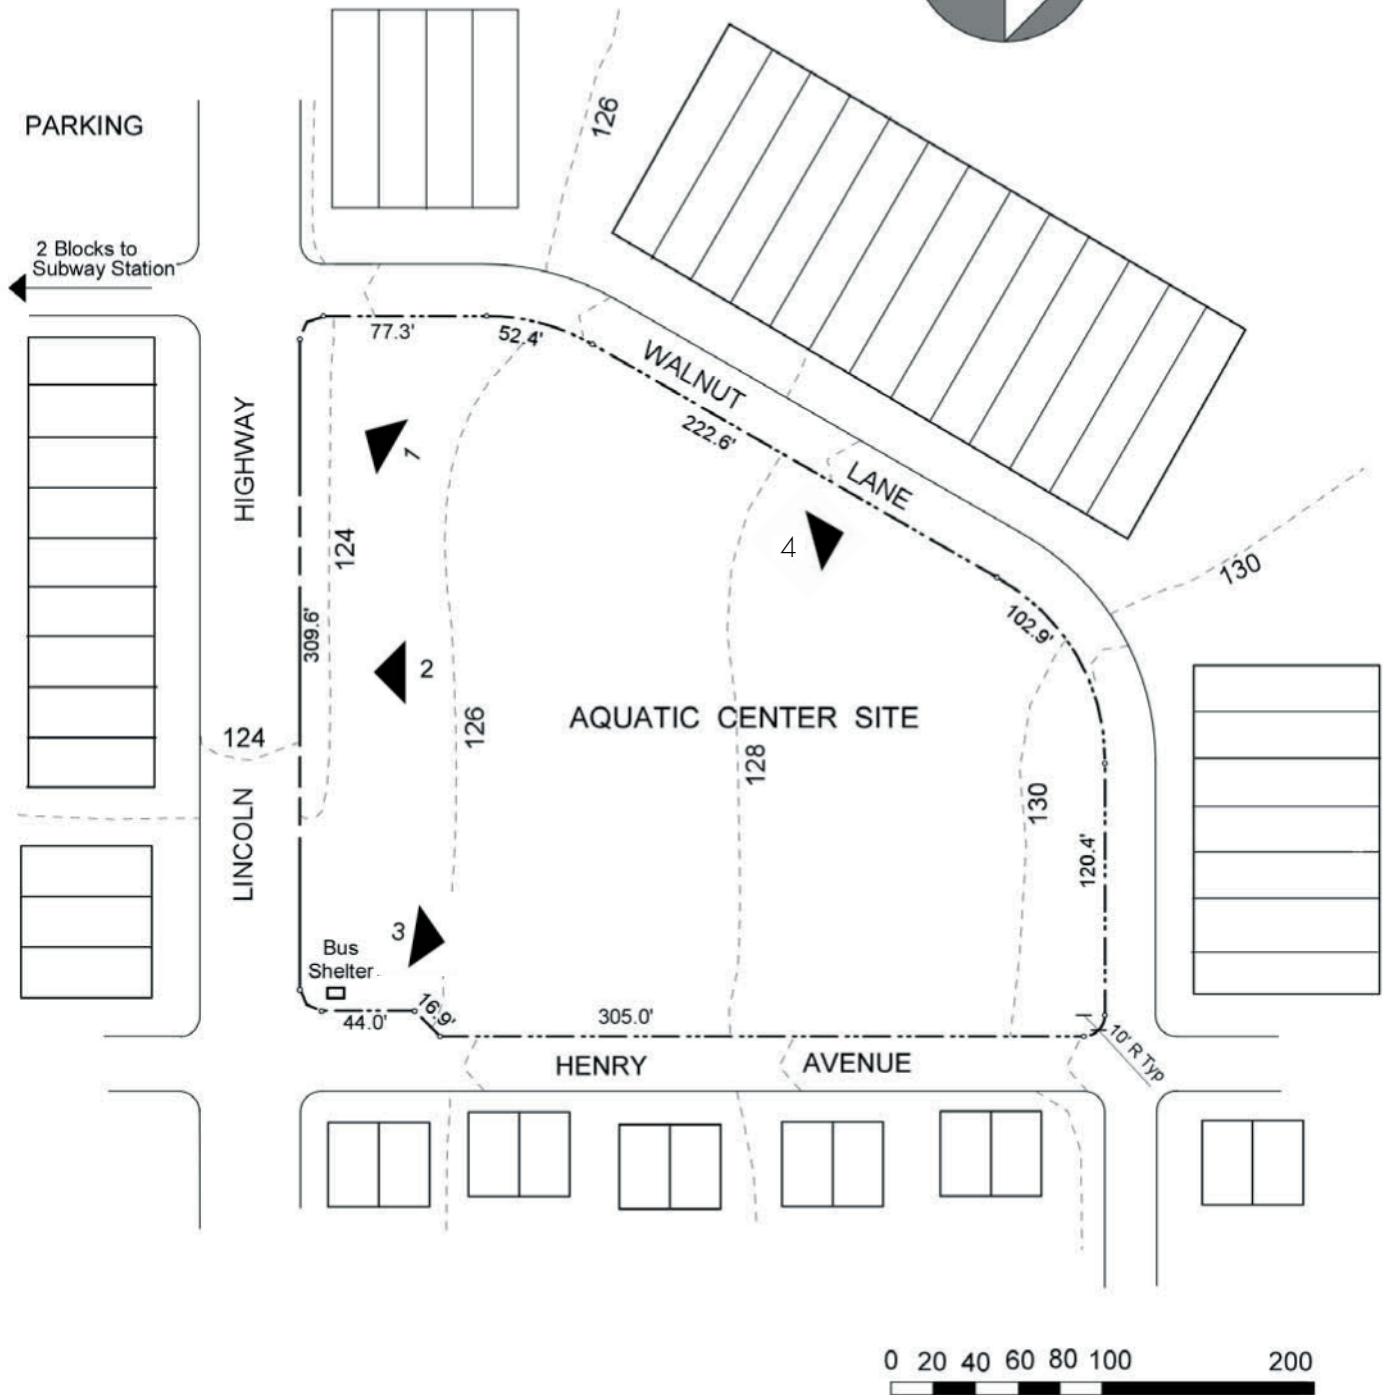 126
PARKING
2 Blocks to
Subway Station
77.3'
52.4'
WALNUT
222.6'
LANE
HIGHWAY
1
124
4
130
102.9'
309.6'
2
AQUATIC CENTER SITE
124
126
128
130
LINCOLN
120.4'
3
Bus
Shelter
44.0'
16.9'
305.0'
10' R Typ
HENRY AVENUE
0 20 40 60 80 100 200